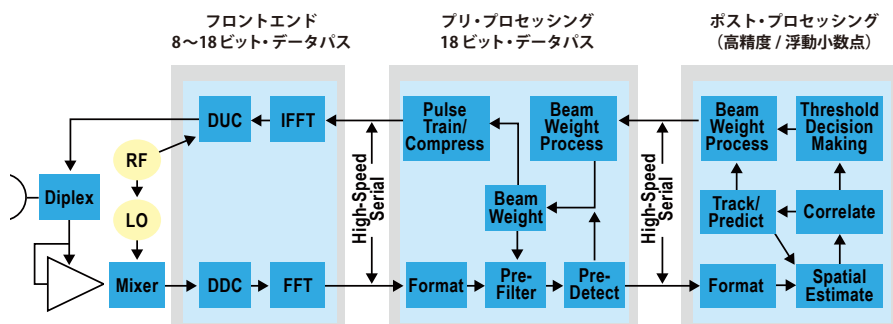 フロントエンド
8～18ビット・データパス
プリ・プロセッシング
18ビット・データパス
ポスト・プロセッシング
（高精度 / 浮動小数点）
DUC
IFFT
Pulse
Train/
Compress
Beam
Weight
Process
Beam
Weight
Process
Threshold
Decision
Making
RF
Diplex
LO
High-Speed
Serial
Beam
Weight
High-Speed
Serial
Track/
Predict
Correlate
Mixer
DDC
FFT
Format
Pre-
Filter
Pre-
Detect
Format
Spatial
Estimate